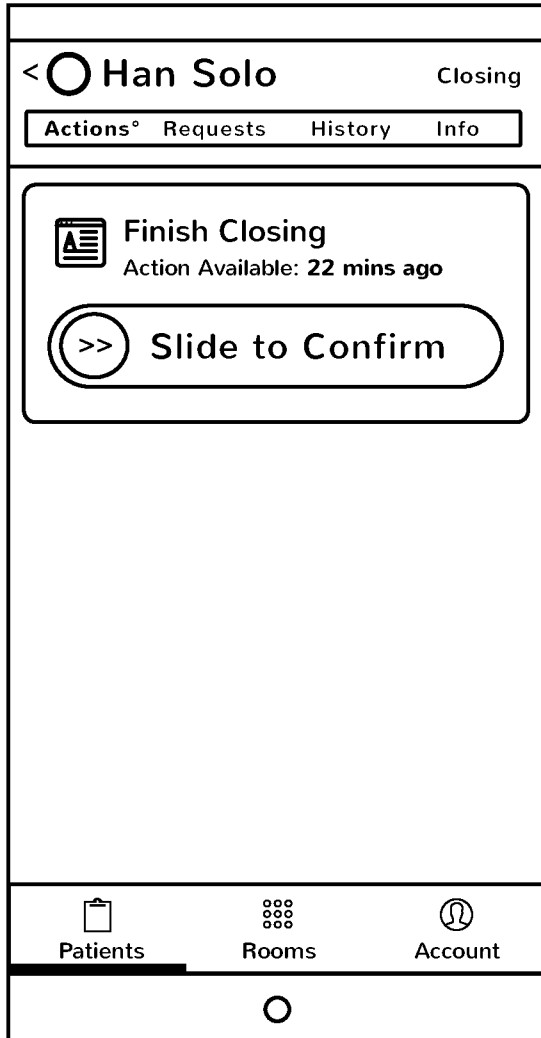 < Han Solo Closing
Actions° Requests History Info
Finish Closing
Action Available: 22 mins ago
>> Slide to Confirm
Patients Rooms Account